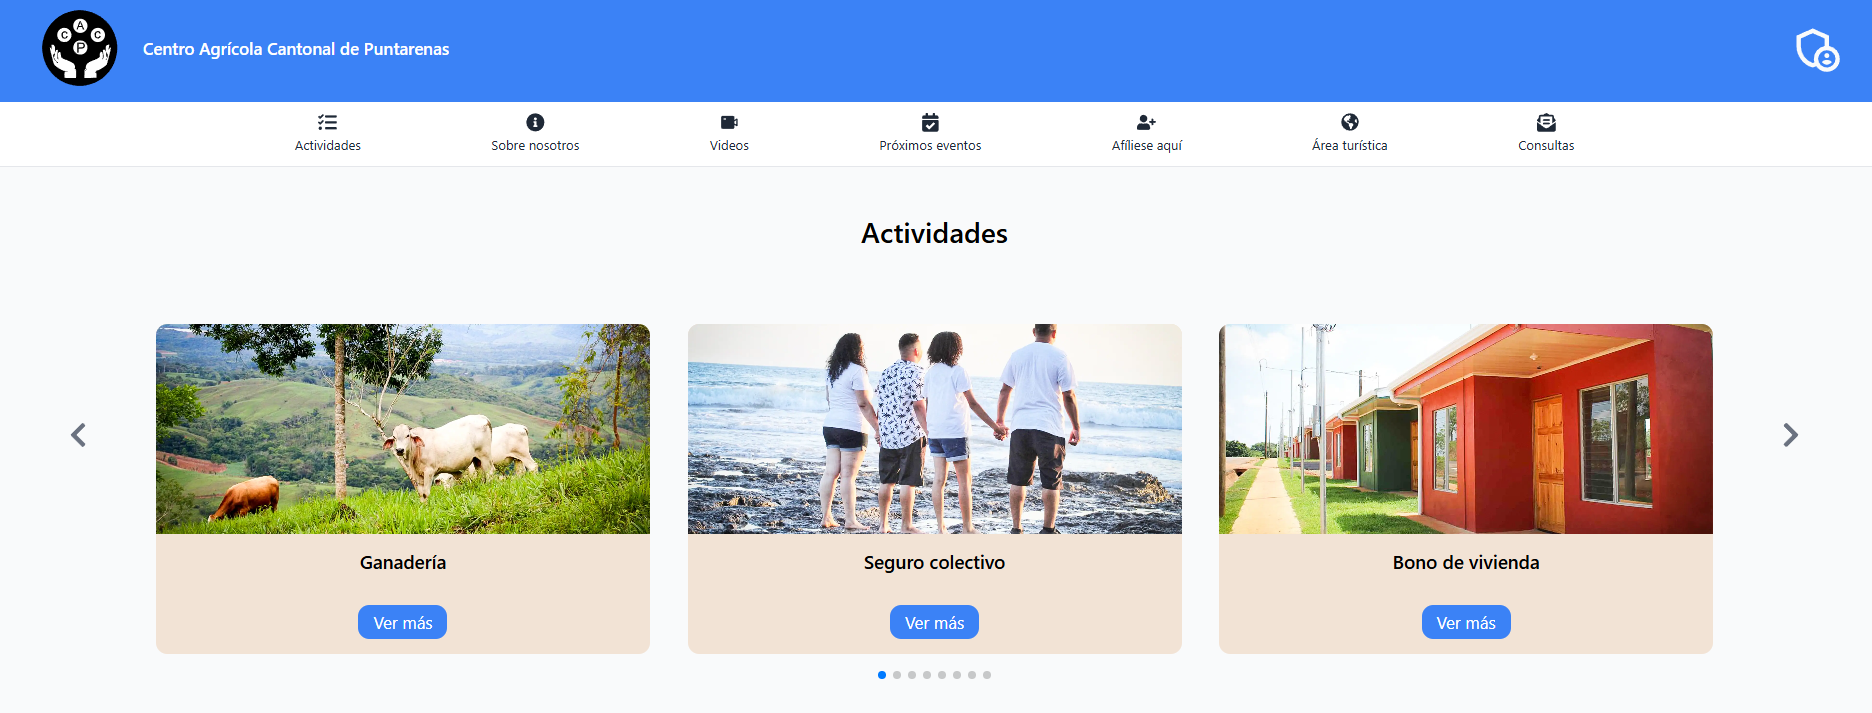 A
C C
P
Centro Agrícola Cantonal de Puntarenas
Actividades
Sobre nosotros
Videos
Próximos eventos
Afíliese aquí
Área turística
Consultas
Actividades
Ganadería
Seguro colectivo
Bono de vivienda
Ver más
Ver más
Ver más